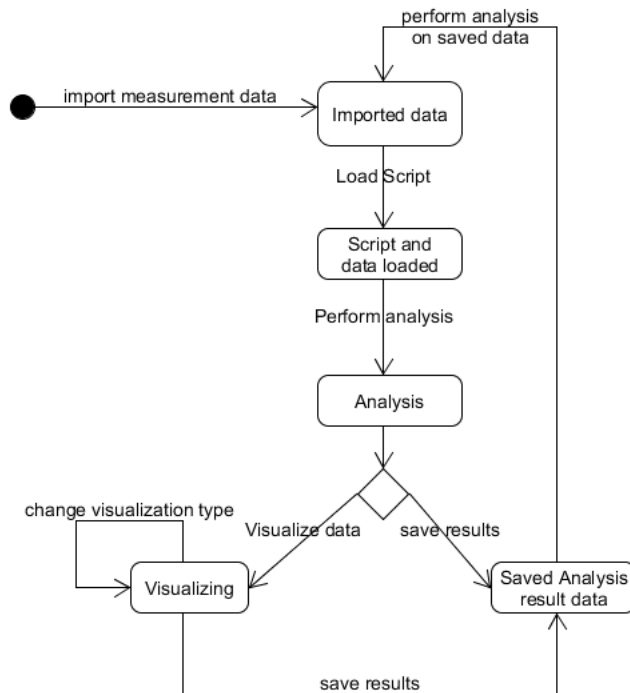 perform analysis
on saved data
import measurement data
Imported data
Load Script
Script and
data loaded
Perform analysis
Analysis
change visualization type
Visualize data
save results
Visualizing
Saved Analysis
result data
save results